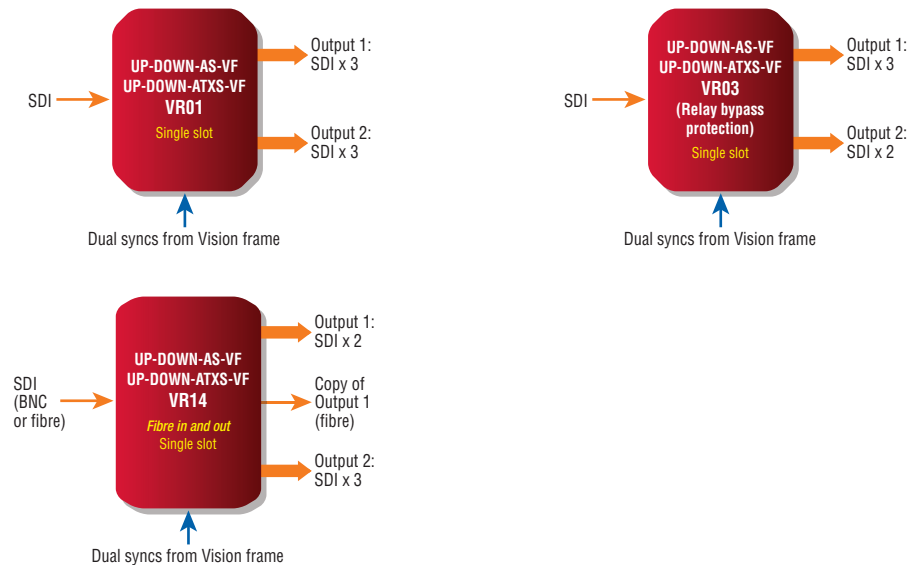 SDI
UP-DOWN-AS-VF
UP-DOWN-ATXS-VF
VR01
Single slot
Output 1:
SDI x 3
Output 2:
SDI x 3
Dual syncs from Vision frame
SDI
UP-DOWN-AS-VF
UP-DOWN-ATXS-VF
VR03
(Relay bypass
protection)
Single slot
Output 1:
SDI x 3
Output 2:
SDI x 2
Dual syncs from Vision frame
SDI
(BNC
or fibre)
UP-DOWN-AS-VF
UP-DOWN-ATXS-VF
VR14
Fibre in and out
Single slot
Output 1:
SDI x 2
Copy of
Output 1
(fibre)
Output 2:
SDI x 3
Dual syncs from Vision frame